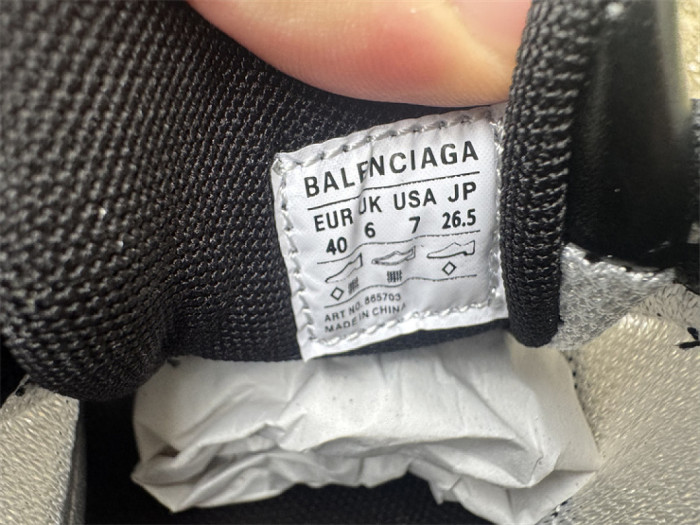 BALENCIAGA
EUR UK USA JP
40 6 7 26.5
ART NO. 865703
MADE IN CHINA